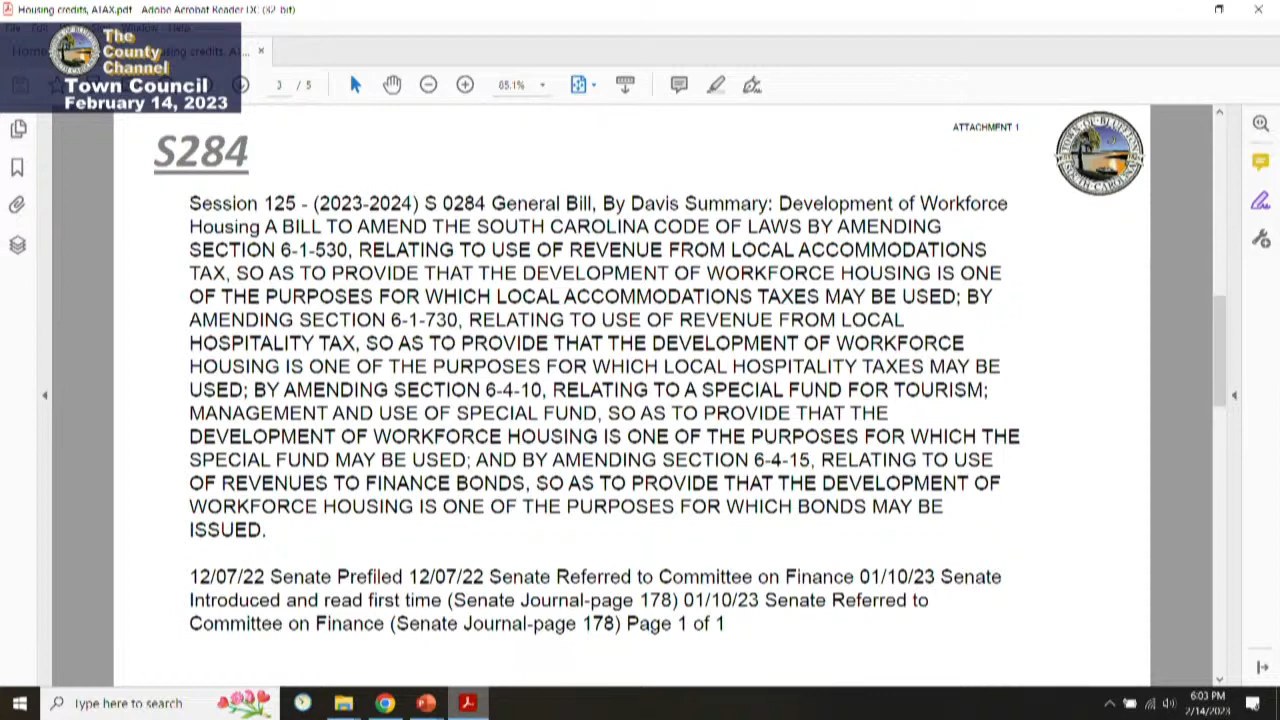 Housing credits, ATAX.pdf - Adobe Acrobat Reader DC (32-bit)
File Edit Window Help
Home
The
County
Channel
Town Council
February 14, 2023
3 / 5
65.1%
ATTACHMENT 1
TOWN OF BLUFFTON
SOUTH CAROLINA
S284
Session 125 - (2023-2024) S 0284 General Bill, By Davis Summary: Development of Workforce
Housing A BILL TO AMEND THE SOUTH CAROLINA CODE OF LAWS BY AMENDING
SECTION 6-1-530, RELATING TO USE OF REVENUE FROM LOCAL ACCOMMODATIONS
TAX, SO AS TO PROVIDE THAT THE DEVELOPMENT OF WORKFORCE HOUSING IS ONE
OF THE PURPOSES FOR WHICH LOCAL ACCOMMODATIONS TAXES MAY BE USED; BY
AMENDING SECTION 6-1-730, RELATING TO USE OF REVENUE FROM LOCAL
HOSPITALITY TAX, SO AS TO PROVIDE THAT THE DEVELOPMENT OF WORKFORCE
HOUSING IS ONE OF THE PURPOSES FOR WHICH LOCAL HOSPITALITY TAXES MAY BE
USED; BY AMENDING SECTION 6-4-10, RELATING TO A SPECIAL FUND FOR TOURISM;
MANAGEMENT AND USE OF SPECIAL FUND, SO AS TO PROVIDE THAT THE
DEVELOPMENT OF WORKFORCE HOUSING IS ONE OF THE PURPOSES FOR WHICH THE
SPECIAL FUND MAY BE USED; AND BY AMENDING SECTION 6-4-15, RELATING TO USE
OF REVENUES TO FINANCE BONDS, SO AS TO PROVIDE THAT THE DEVELOPMENT OF
WORKFORCE HOUSING IS ONE OF THE PURPOSES FOR WHICH BONDS MAY BE
ISSUED.
12/07/22 Senate Prefiled 12/07/22 Senate Referred to Committee on Finance 01/10/23 Senate
Introduced and read first time (Senate Journal-page 178) 01/10/23 Senate Referred to
Committee on Finance (Senate Journal-page 178) Page 1 of 1
Type here to search
6:03 PM
2/14/2023